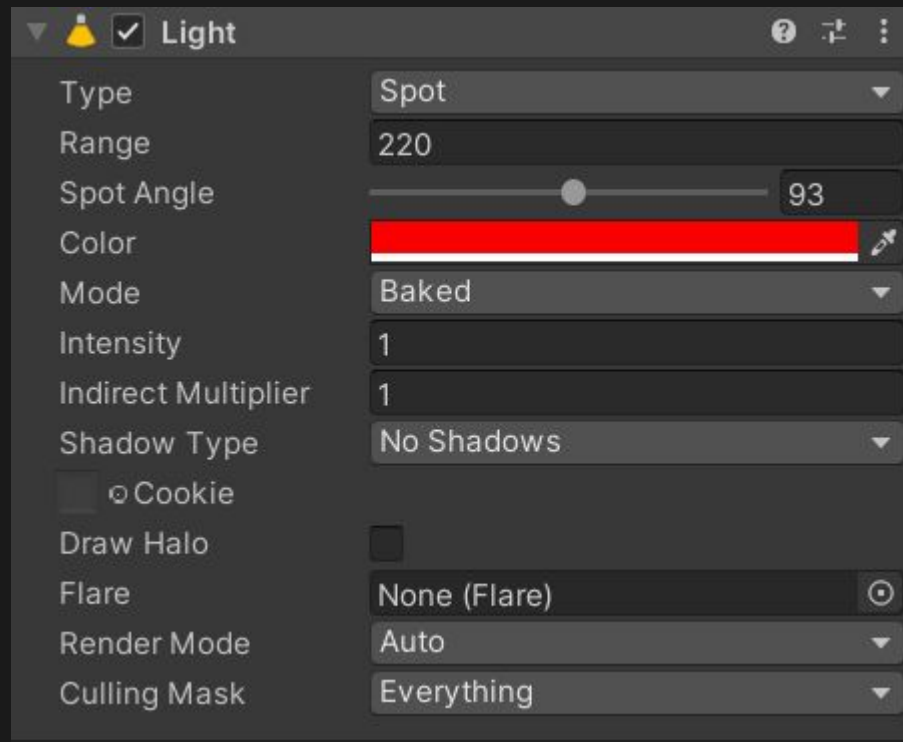 Light
Type Spot
Range 220
Spot Angle 93
Color
Mode Baked
Intensity 1
Indirect Multiplier 1
Shadow Type No Shadows
Cookie
Draw Halo
Flare None (Flare)
Render Mode Auto
Culling Mask Everything